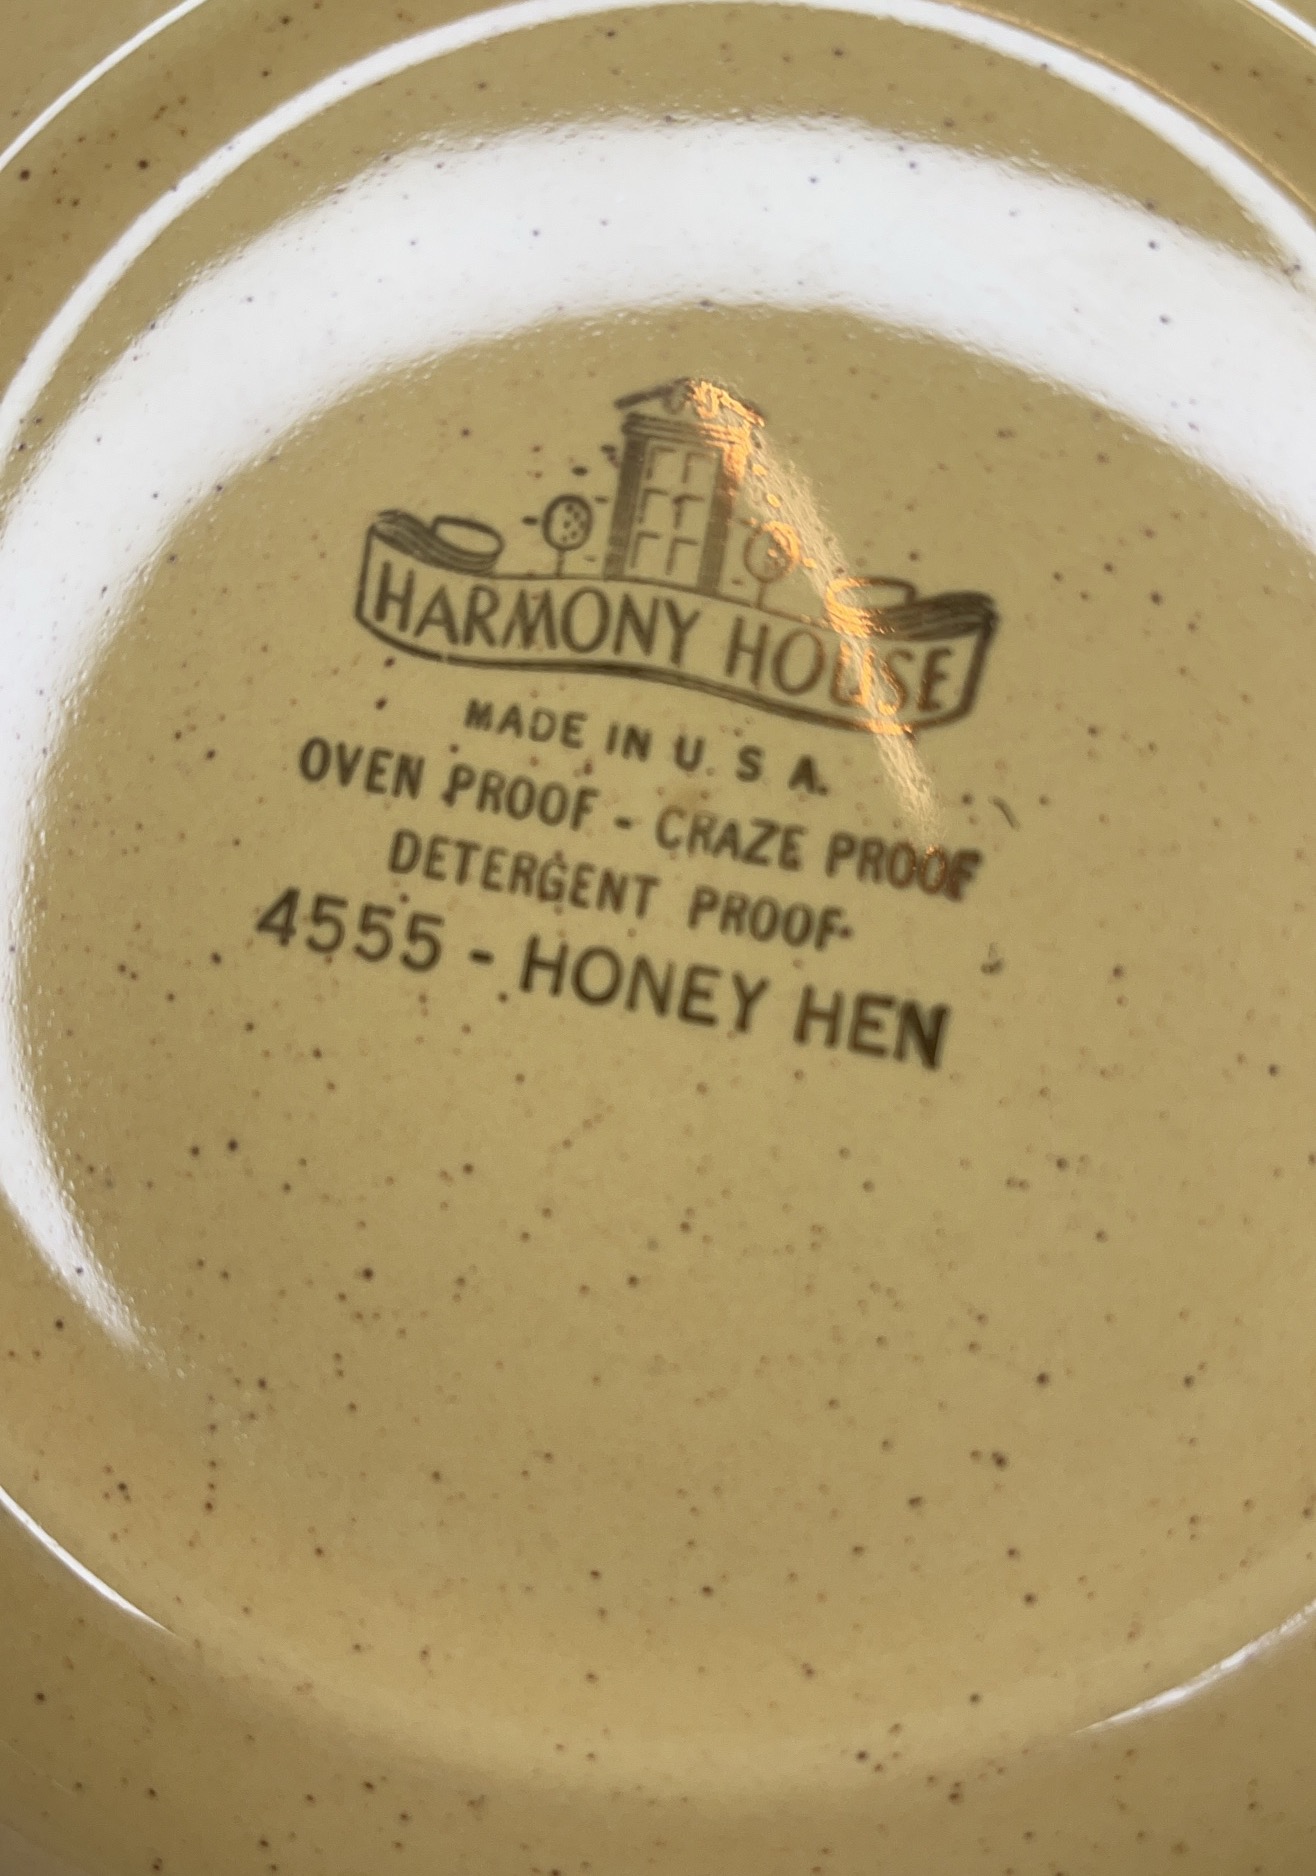 HARMONY HOUSE
MADE IN U.S.A.
OVEN PROOF - CRAZE PROOF
DETERGENT PROOF
4555 - HONEY HEN